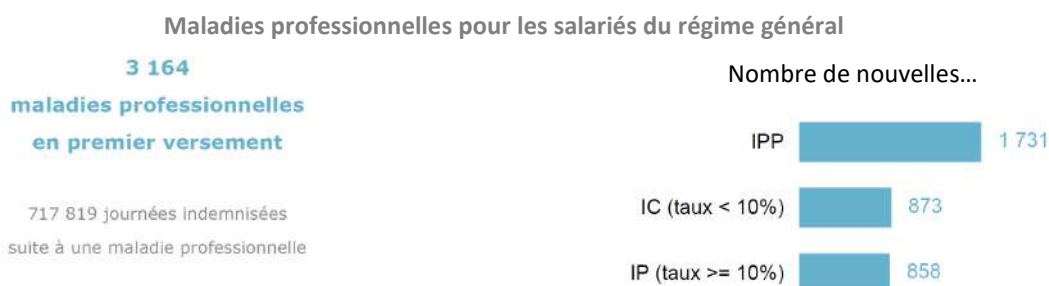 Maladies professionnelles pour les salariés du régime général
3 164
maladies professionnelles
en premier versement
717 819 journées indemnisées
suite à une maladie professionnelle
Nombre de nouvelles…
IPP 1 731
IC (taux < 10%) 873
IP (taux >= 10%) 858